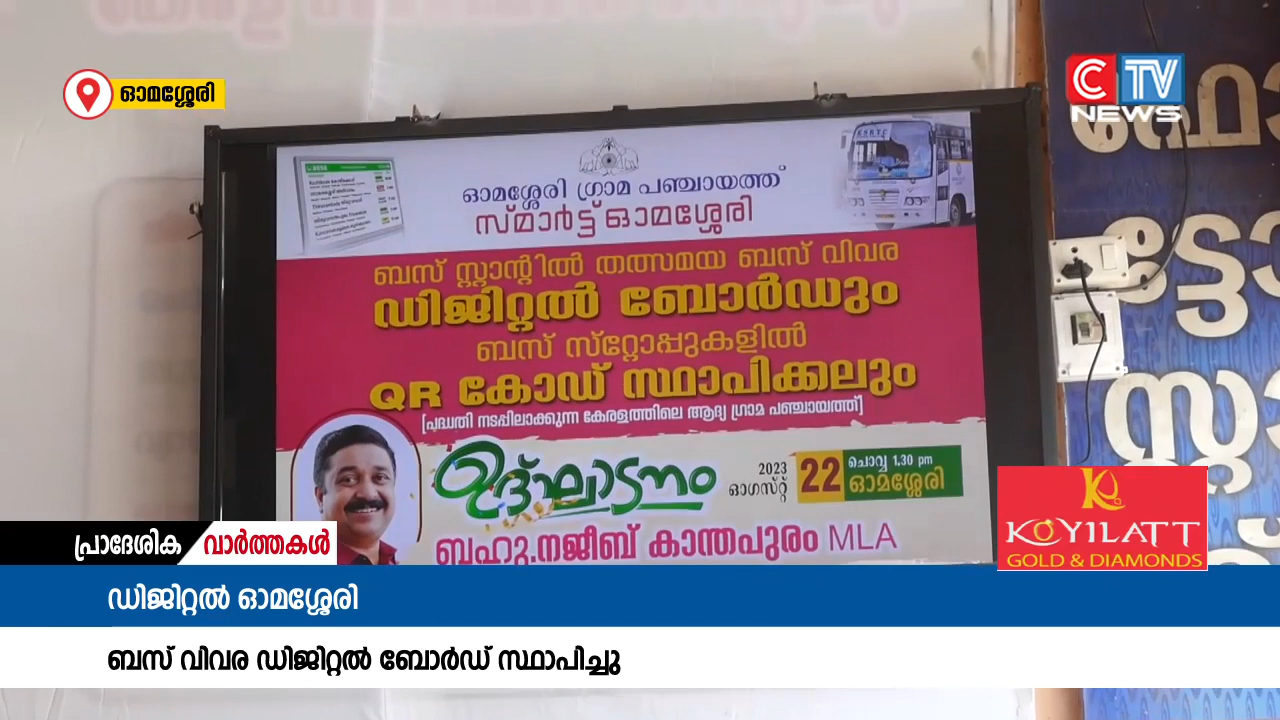 ഓമശ്ശേരി
C TV
NEWS
KSRTC
ഓമശ്ശേരി ഗ്രാമ പഞ്ചായത്ത്
സ്മാർട്ട് ഓമശ്ശേരി
ബസ് സ്റ്റാന്റിൽ തത്സമയ ബസ് വിവര
ഡിജിറ്റൽ ബോർഡും
ബസ് സ്റ്റോപ്പുകളിൽ
QR കോഡ് സ്ഥാപിക്കലും
[പദ്ധതി നടപ്പിലാക്കുന്ന കേരളത്തിലെ ആദ്യ ഗ്രാമ പഞ്ചായത്ത്]
ഉദ്ഘാടനം
2023
ഓഗസ്റ്റ്
22
ചൊവ്വ 1.30 pm
ഓമശ്ശേരി
ബഹു.നജീബ് കാന്തപുരം MLA
K
KOYILATT
GOLD & DIAMONDS
പ്രാദേശിക വാർത്തകൾ
ഡിജിറ്റൽ ഓമശ്ശേരി
ബസ് വിവര ഡിജിറ്റൽ ബോർഡ് സ്ഥാപിച്ചു